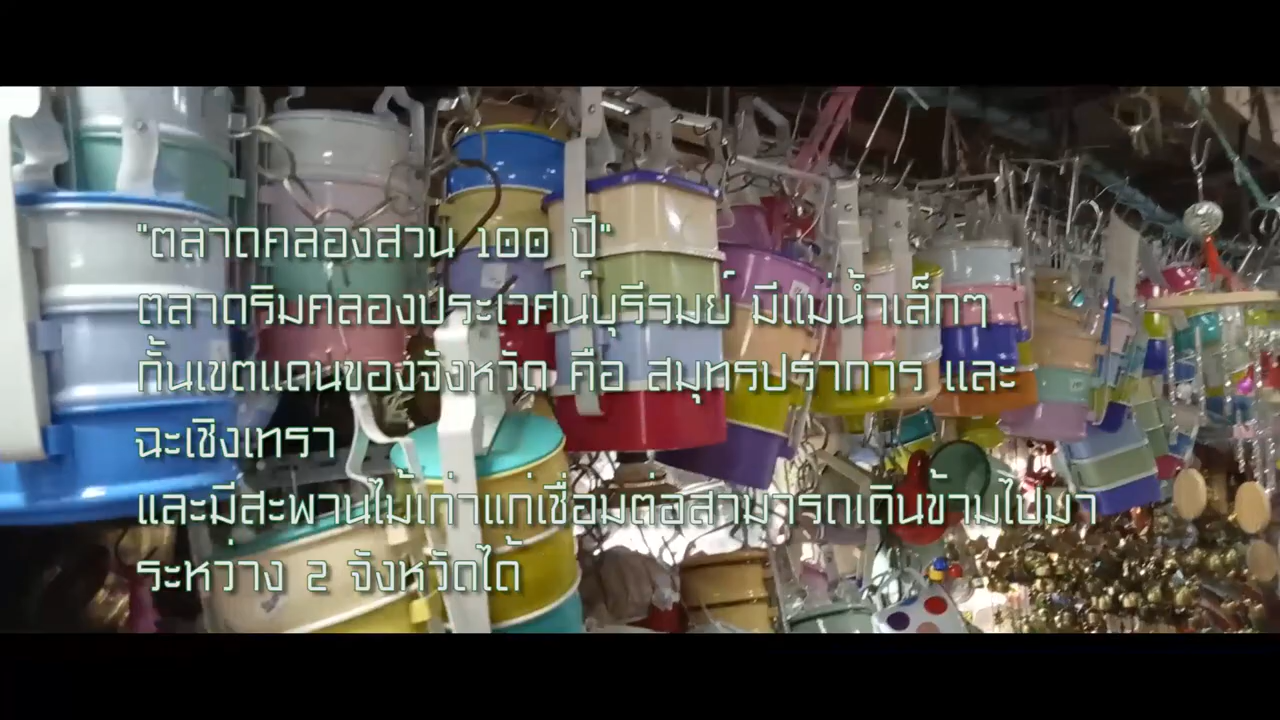 "ตลาดคลองสวน 100 ปี"
ตลาดริมคลองประเวศน์บุรีรมย์ มีแม่น้ำเล็กๆ
กั้นเขตแดนของจังหวัด คือ สมุทรปราการ และ
ฉะเชิงเทรา
และมีสะพานไม้เก่าแก่เชื่อมต่อสามารถเดินข้ามไปมา
ระหว่าง 2 จังหวัดได้